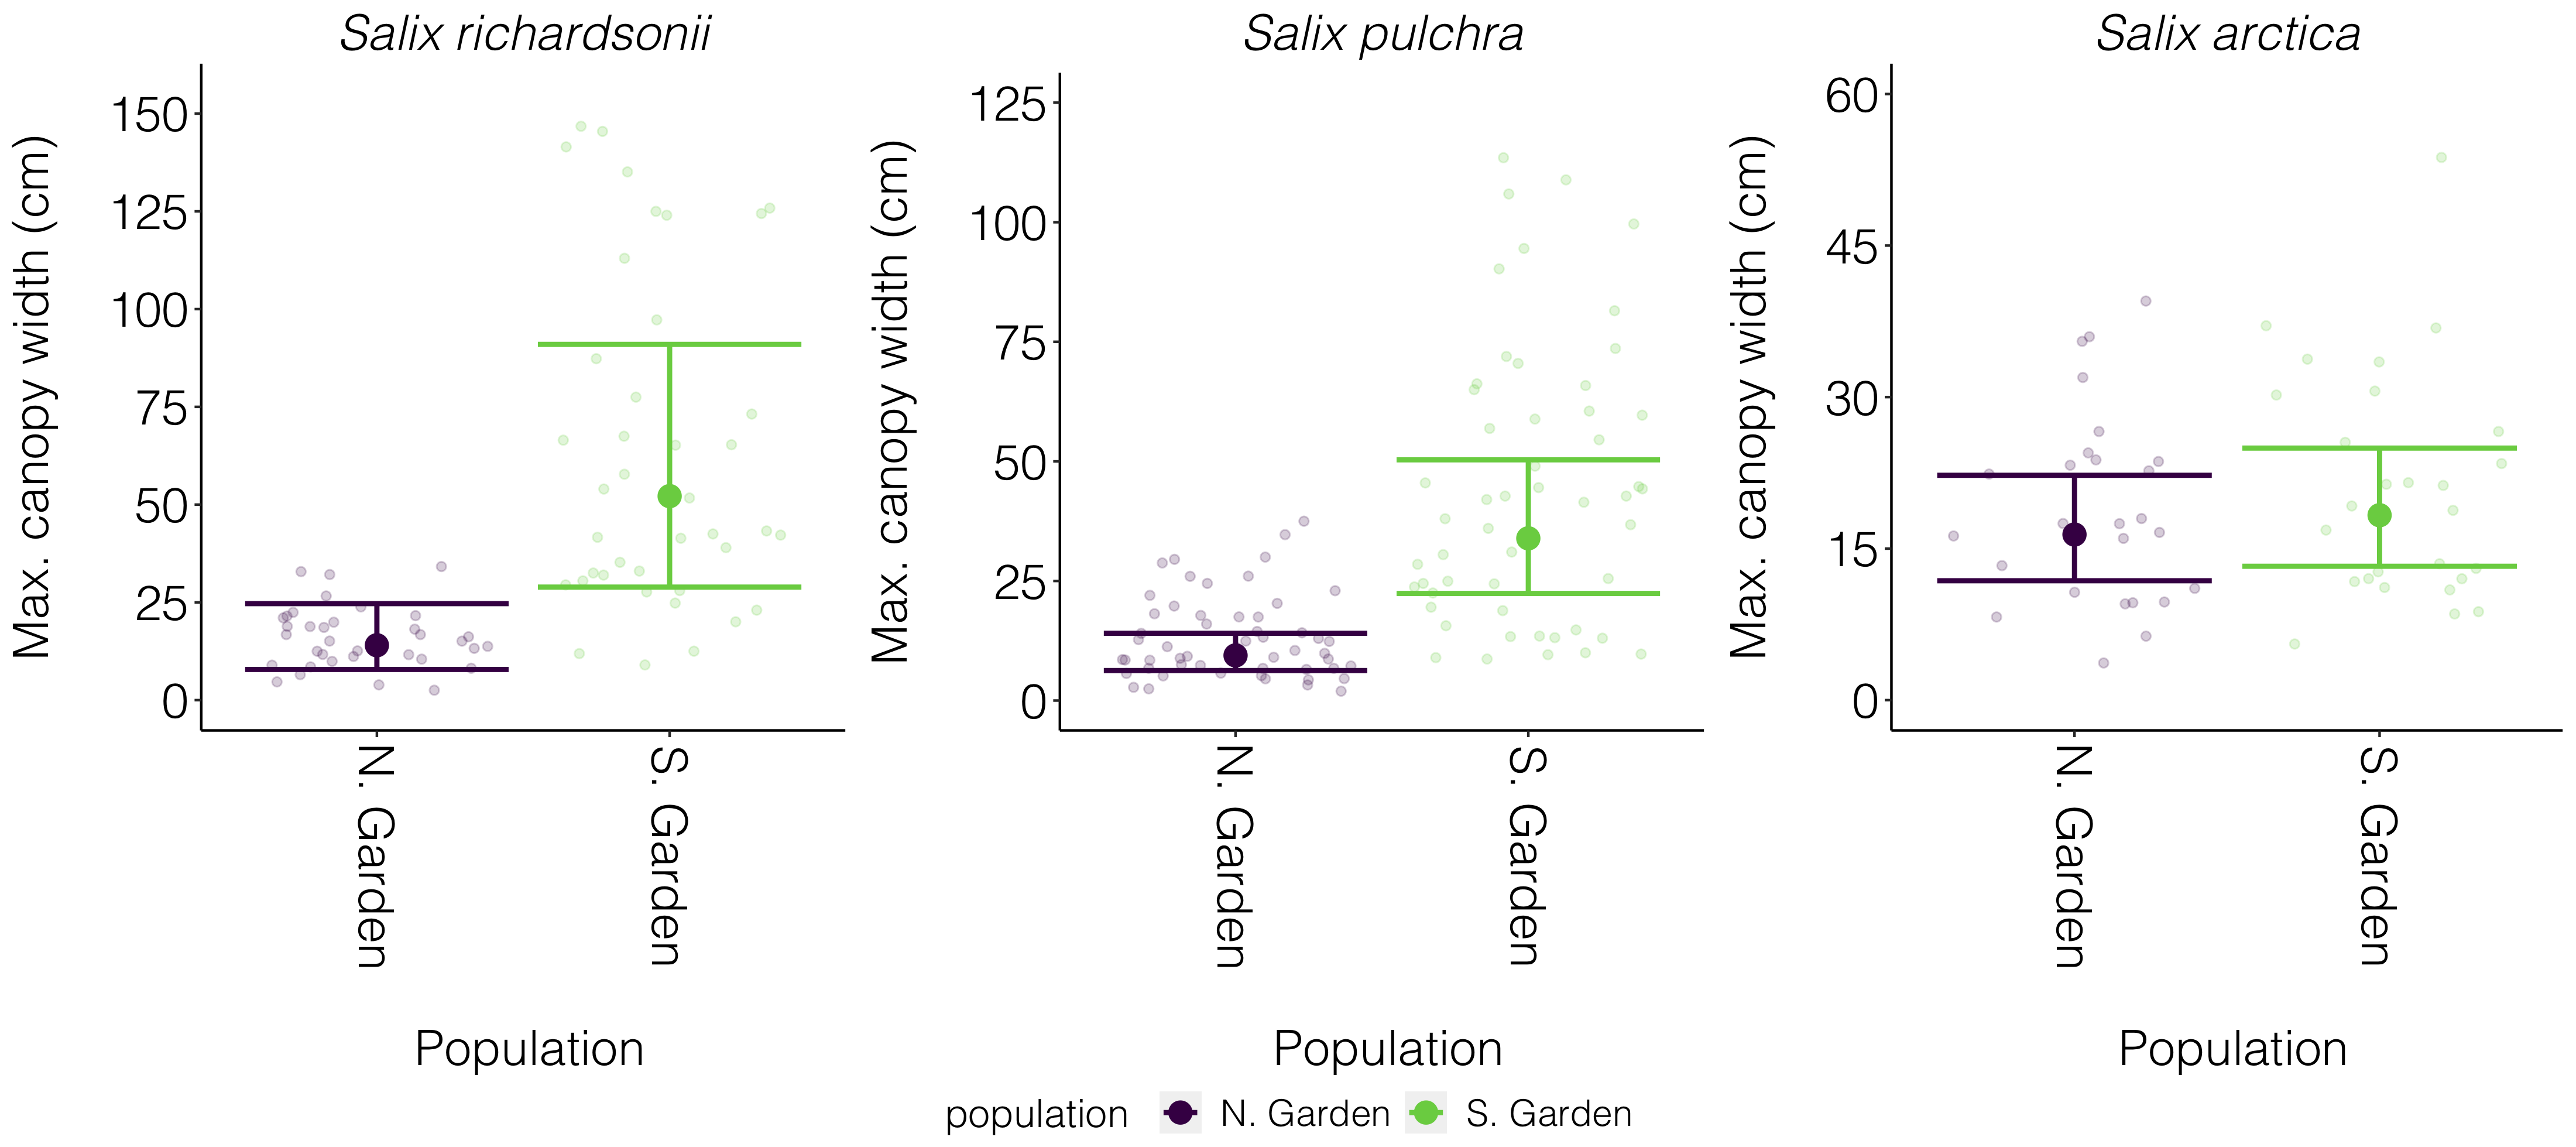 Salix richardsonii
Max. canopy width (cm)
150
125
100
75
50
25
0
N. Garden
S. Garden
Population
Salix pulchra
Max. canopy width (cm)
125
100
75
50
25
0
N. Garden
S. Garden
Population
Salix arctica
Max. canopy width (cm)
60
45
30
15
0
N. Garden
S. Garden
Population
population N. Garden S. Garden